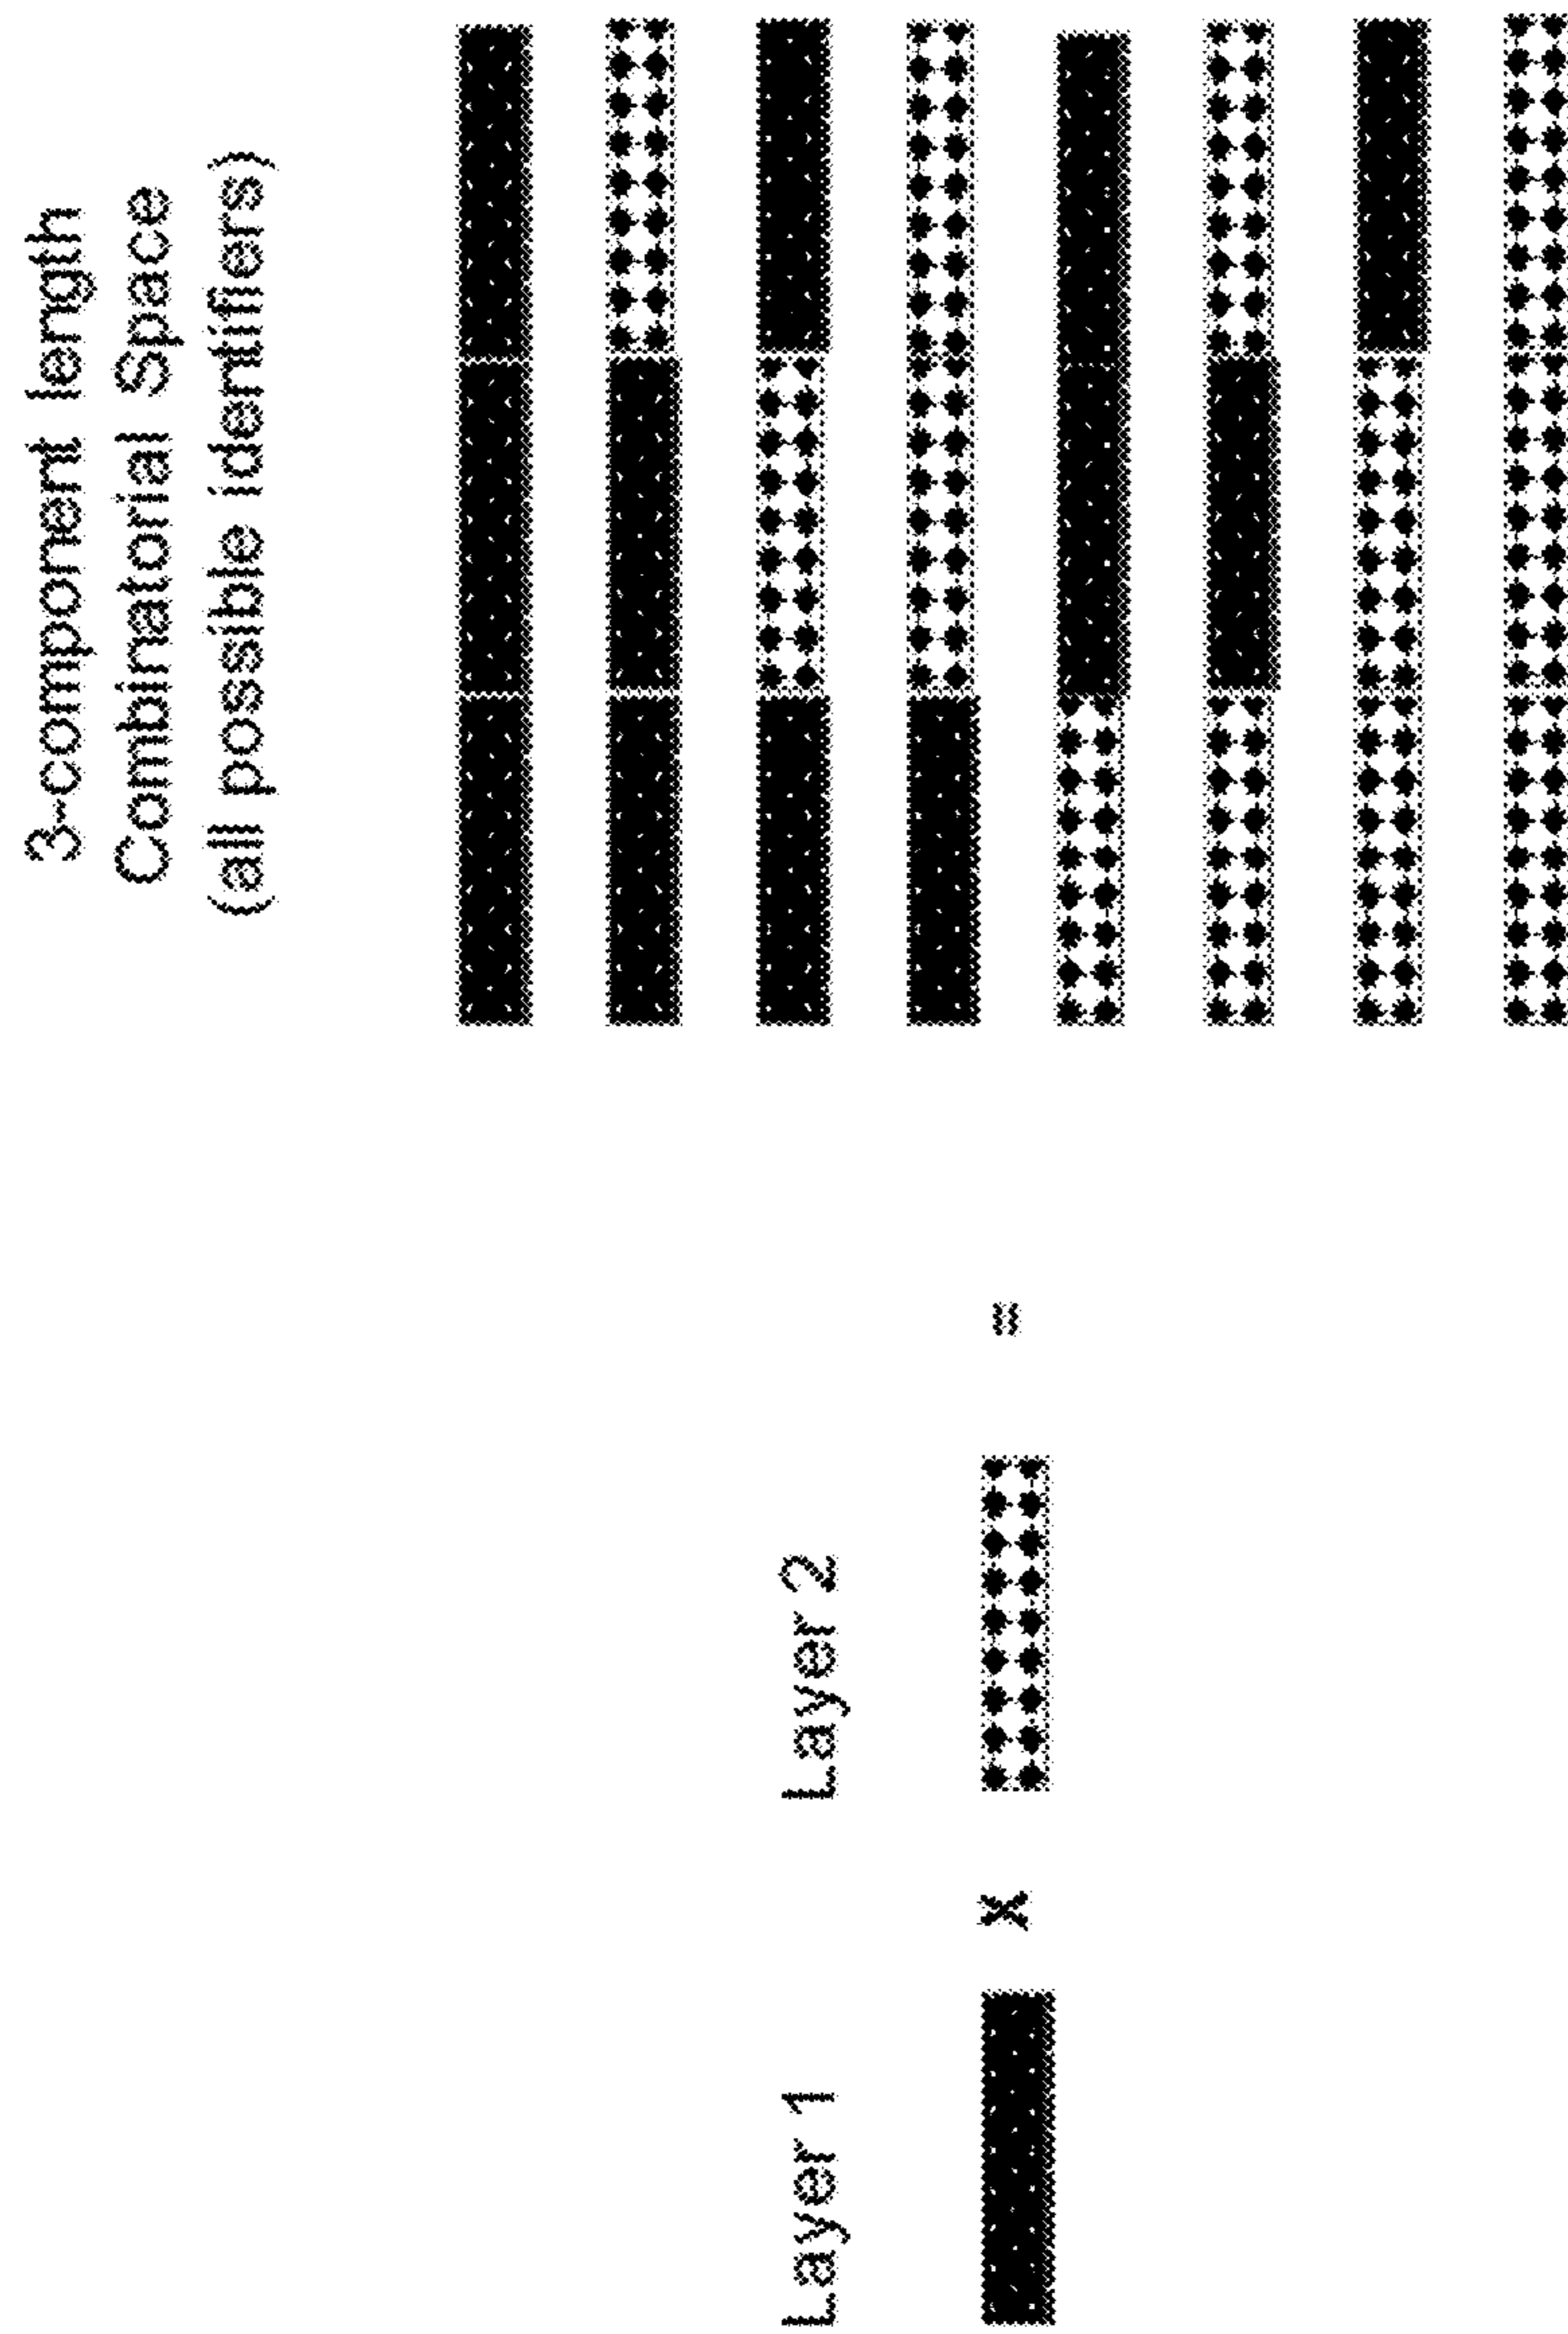 3-component length
Combinatorial Space
(all possible identifiers)
Layer 1
Layer 2
X
=